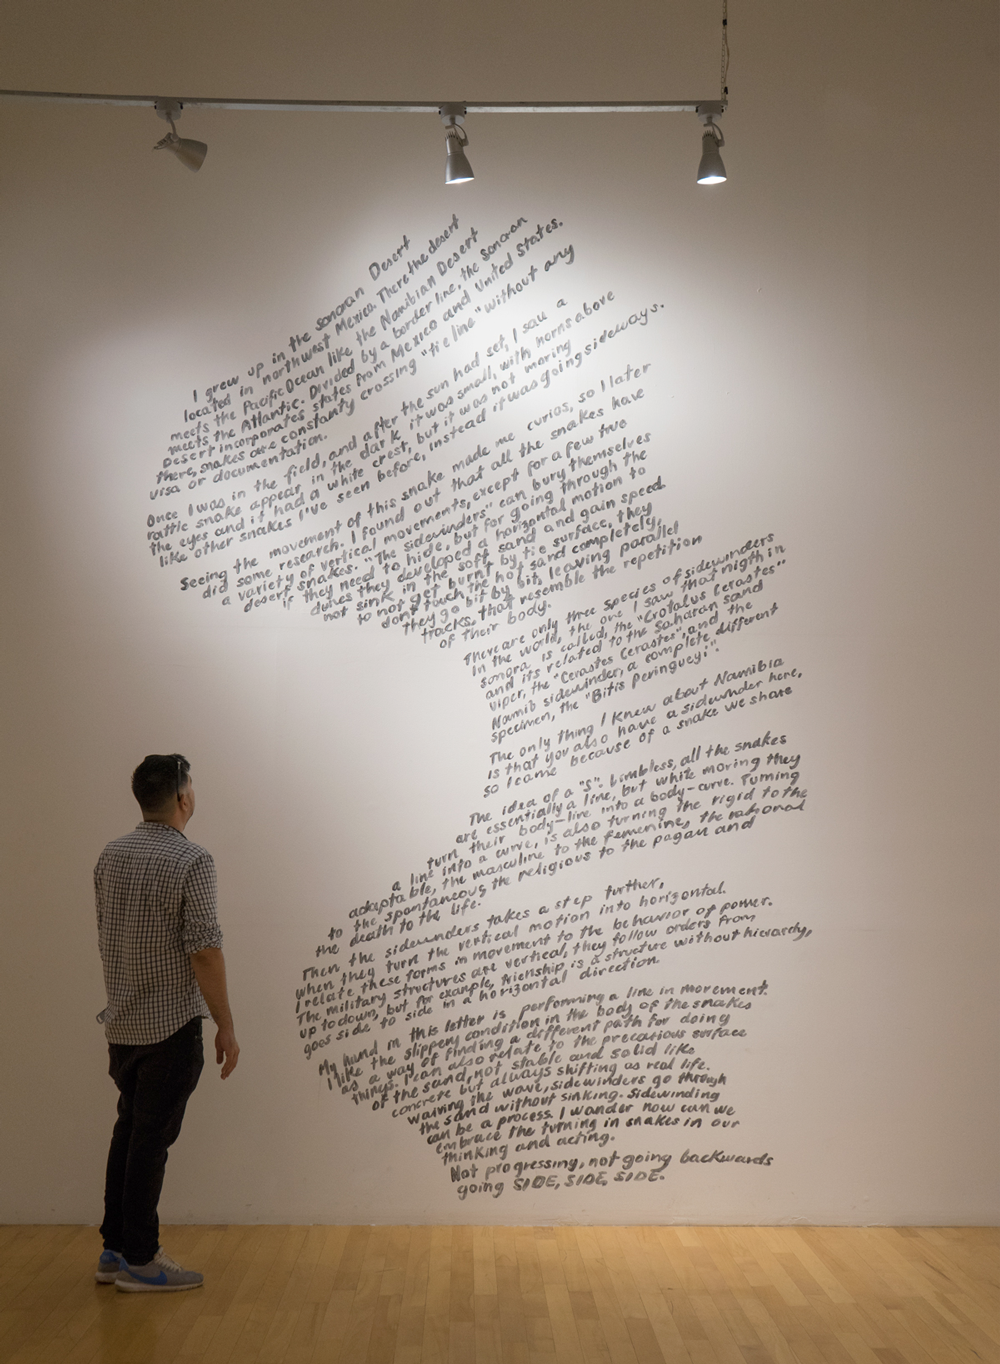 I grew up in the sonoran Desert
located in northwest Mexico. There the desert
meets the Pacific Ocean like the Namibian Desert
meets the Atlantic. Divided by a border line, the Sonoran
Desert incorporates states from Mexico and United States.
there, snakes are constanty crossing "tie line" without any
visa or documentation.
Once I was in the field, and after the sun had set, I saw a
rattle snake appear in the dark. it was small, with horns above
the eyes and it had a white crest, but it was not moring
like other snakes I've seen before, instead it was going sideways.
Seeing the movement of this snake made me curios, so I later
did some research. I found out that all the snakes have
a variety of vertical movements, except for a few true
desert snakes. "The sidewinders" can bury themselves
if they need to hide, but for going through the
dunes they developed a horizontal motion to
not sink in the soft sand and gain speed.
to not get burnt by tie surface, they
dont touch the hot sand completely,
they go bit by bit, leaving parallel
tracks, that resemble the repetition
of their body.
There are only three species of sidewinders
in the world, the one I saw that nigth in
Sonora is called, the "Crotalus Cerastes"
and its related to the Saharan sand
viper, the "Cerastes Cerastes", and the
Namib sidewinder, a complete different
specimen, the "Bitis peringueyi".
The only thing I knew about Namibia
is that you also have a sidewinder here,
so I came because of a snake we share
The idea of a "S". Limbless, all the snakes
are essentially a line, but while moring they
turn their body-line into a body-curve. Turning
a line into a curve, is also turning the rigid to the
adaptable, the masculine to the feminine, the rational
to the spontaneous the religious to the pagan and
the death to the life.
Then the sidewinders takes a step further,
when they turn the vertical motion into horizontal.
I relate these forms in movement to the behavior of power.
The military structures are vertical, they follow orders from
up to down, but for example, frienship is a structure without hierarchy,
goes side to side in a horizontal direction.
My hand in this letter is performing a line in movement.
I like the slippery condition in the body of the snakes
as a way of finding a different path for doing
things. I can also relate to the precarious surface
of the sand, not stable and solid like
concrete but always shifting as real life.
Waiving the wave, sidewinders go through
the sand without sinking. Sidewinding
can be a process. I wander now can we
embrace the turning in snakes in our
thinking and acting.
Not progressing, not going backwards
going SIDE, SIDE, SIDE.